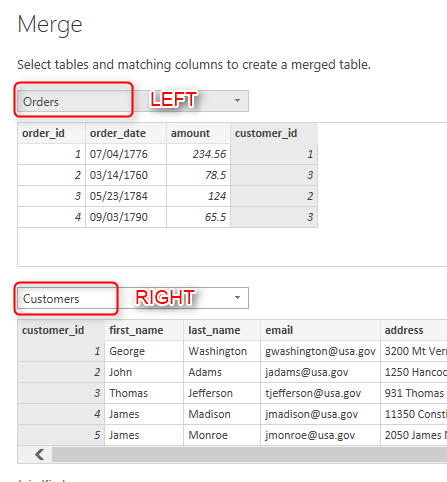 Merge
Select tables and matching columns to create a merged table.
Orders LEFT
order_id order_date amount customer_id
1 07/04/1776 234.56 1
2 03/14/1760 78.5 3
3 05/23/1784 124 2
4 09/03/1790 65.5 3
Customers RIGHT
customer_id first_name last_name email address
1 George Washington gwashington@usa.gov 3200 Mt Ver
2 John Adams jadams@usa.gov 1250 Hancoc
3 Thomas Jefferson tjefferson@usa.gov 931 Thomas
4 James Madison jmadison@usa.gov 11350 Consti
5 James Monroe jmonroe@usa.gov 2050 James